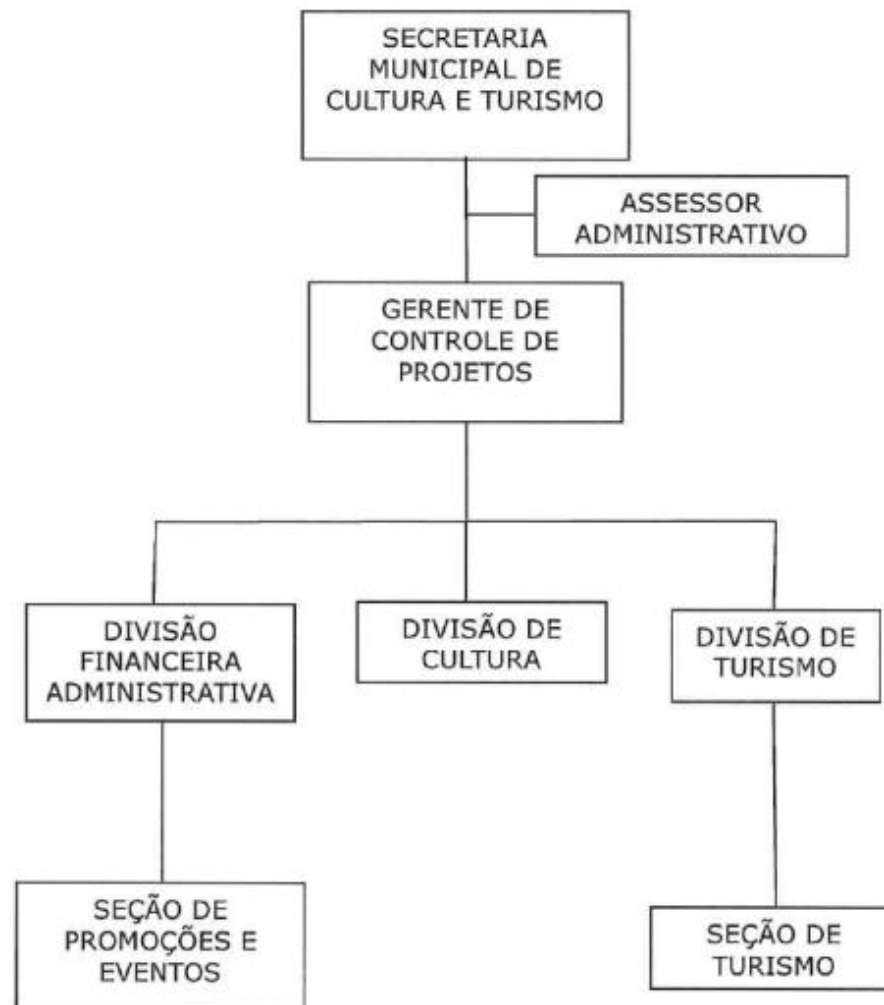 SECRETARIA
MUNICIPAL DE
CULTURA E TURISMO
ASSESSOR
ADMINISTRATIVO
GERENTE DE
CONTROLE DE
PROJETOS
DIVISÃO
FINANCEIRA
ADMINISTRATIVA
DIVISÃO DE
CULTURA
DIVISÃO DE
TURISMO
SEÇÃO DE
PROMOÇÕES E
EVENTOS
SEÇÃO DE
TURISMO